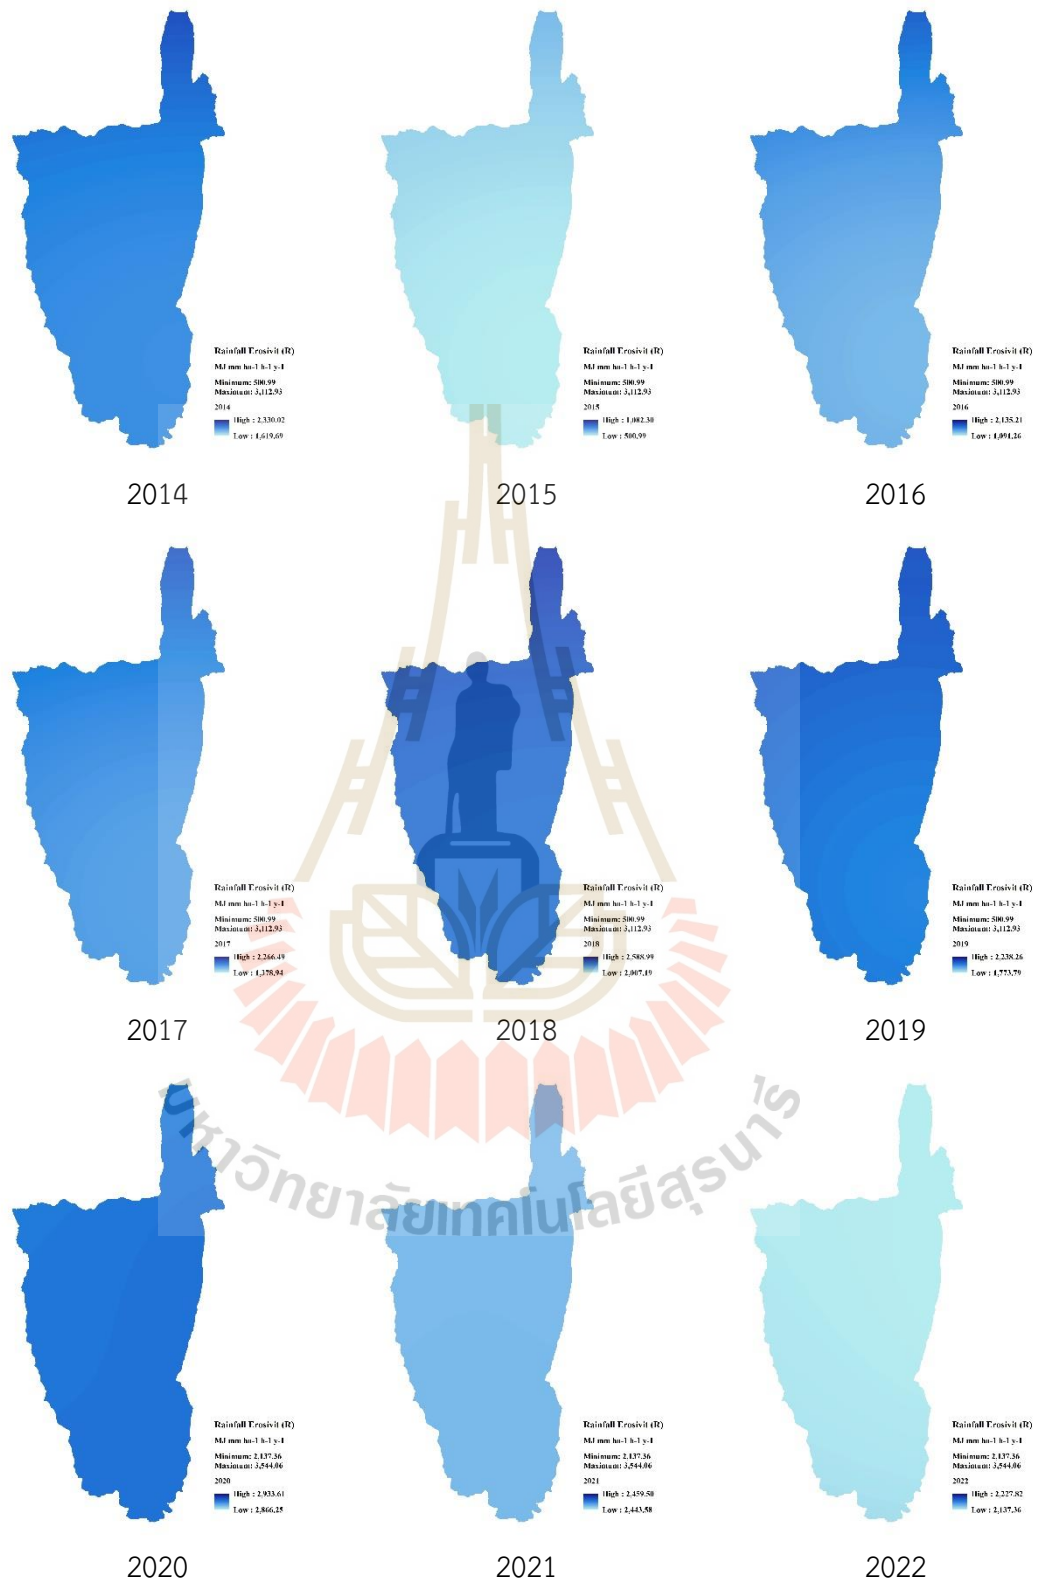 Rainfall Erosivit (R)
MJ mm ha-1 h-1 y-1
Minimum: 500.99
Maximum: 3,112.93
2014
High : 2,330.02
Low : 1,619.69
2014
Rainfall Erosivit (R)
MJ mm ha-1 h-1 y-1
Minimum: 500.99
Maximum: 3,112.93
2015
High : 1,082.30
Low : 500.99
2015
Rainfall Erosivit (R)
MJ mm ha-1 h-1 y-1
Minimum: 500.99
Maximum: 3,112.93
2016
High : 2,135.21
Low : 1,091.26
2016
Rainfall Erosivit (R)
MJ mm ha-1 h-1 y-1
Minimum: 500.99
Maximum: 3,112.93
2017
High : 2,266.49
Low : 1,378.94
2017
Rainfall Erosivit (R)
MJ mm ha-1 h-1 y-1
Minimum: 500.99
Maximum: 3,112.93
2018
High : 2,588.99
Low : 2,007.19
2018
Rainfall Erosivit (R)
MJ mm ha-1 h-1 y-1
Minimum: 500.99
Maximum: 3,112.93
2019
High : 2,238.26
Low : 1,773.79
2019
มหาวิทยาลัยเทคโนโลยีสุรนารี
Rainfall Erosivit (R)
MJ mm ha-1 h-1 y-1
Minimum: 2,137.36
Maximum: 3,544.06
2020
High : 2,933.61
Low : 2,866.25
2020
Rainfall Erosivit (R)
MJ mm ha-1 h-1 y-1
Minimum: 2,137.36
Maximum: 3,544.06
2021
High : 2,459.50
Low : 2,443.58
2021
Rainfall Erosivit (R)
MJ mm ha-1 h-1 y-1
Minimum: 2,137.36
Maximum: 3,544.06
2022
High : 2,227.82
Low : 2,137.36
2022